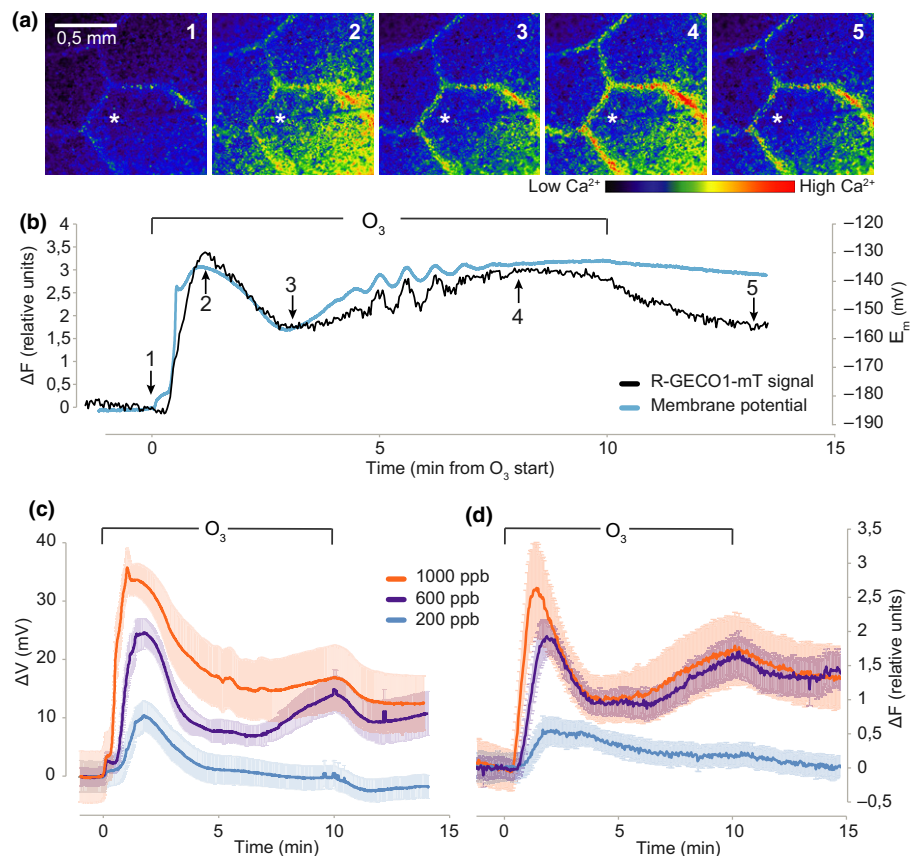 (a)
0,5 mm
1 2 3 4 5
* * * * *
Low Ca²⁺ High Ca²⁺
(b)
O₃
ΔF (relative units)
4
3,5
3
2,5
2
1,5
1
0,5
0
1
2
3
4
5
R-GECO1-mT signal
Membrane potential
−120
−130
−140
−150
−160
−170
−180
−190
Eₘ (mV)
0 5 10 15
Time (min from O₃ start)
(c)
O₃
ΔV (mV)
40
30
20
10
0
0 5 10 15
Time (min)
1000 ppb
600 ppb
200 ppb
(d)
O₃
3,5
3
2,5
2
1,5
1
0,5
0
−0,5
ΔF (relative units)
0 5 10 15
Time (min)